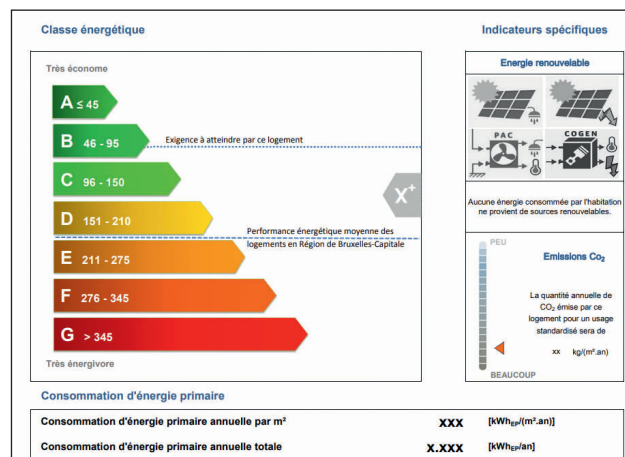 Classe énergétique
Très économe
A ≤ 45
B 46 - 95
Exigence à atteindre par ce logement
C 96 - 150
X+
D 151 - 210
Performance énergétique moyenne des
logements en Région de Bruxelles-Capitale
E 211 - 275
F 276 - 345
G > 345
Très énergivore
Indicateurs spécifiques
Energie renouvelable
PAC
COGEN
Aucune énergie consommée par l'habitation
ne provient de sources renouvelables.
PEU
Emissions Co₂
La quantité annuelle de
CO₂ émise par ce
logement pour un usage
standardisé sera de
xx kg/(m².an)
BEAUCOUP
Consommation d'énergie primaire
Consommation d'énergie primaire annuelle par m² xxx [kWhEP/(m².an)]
Consommation d'énergie primaire annuelle totale x.xxx [kWhEP/an]